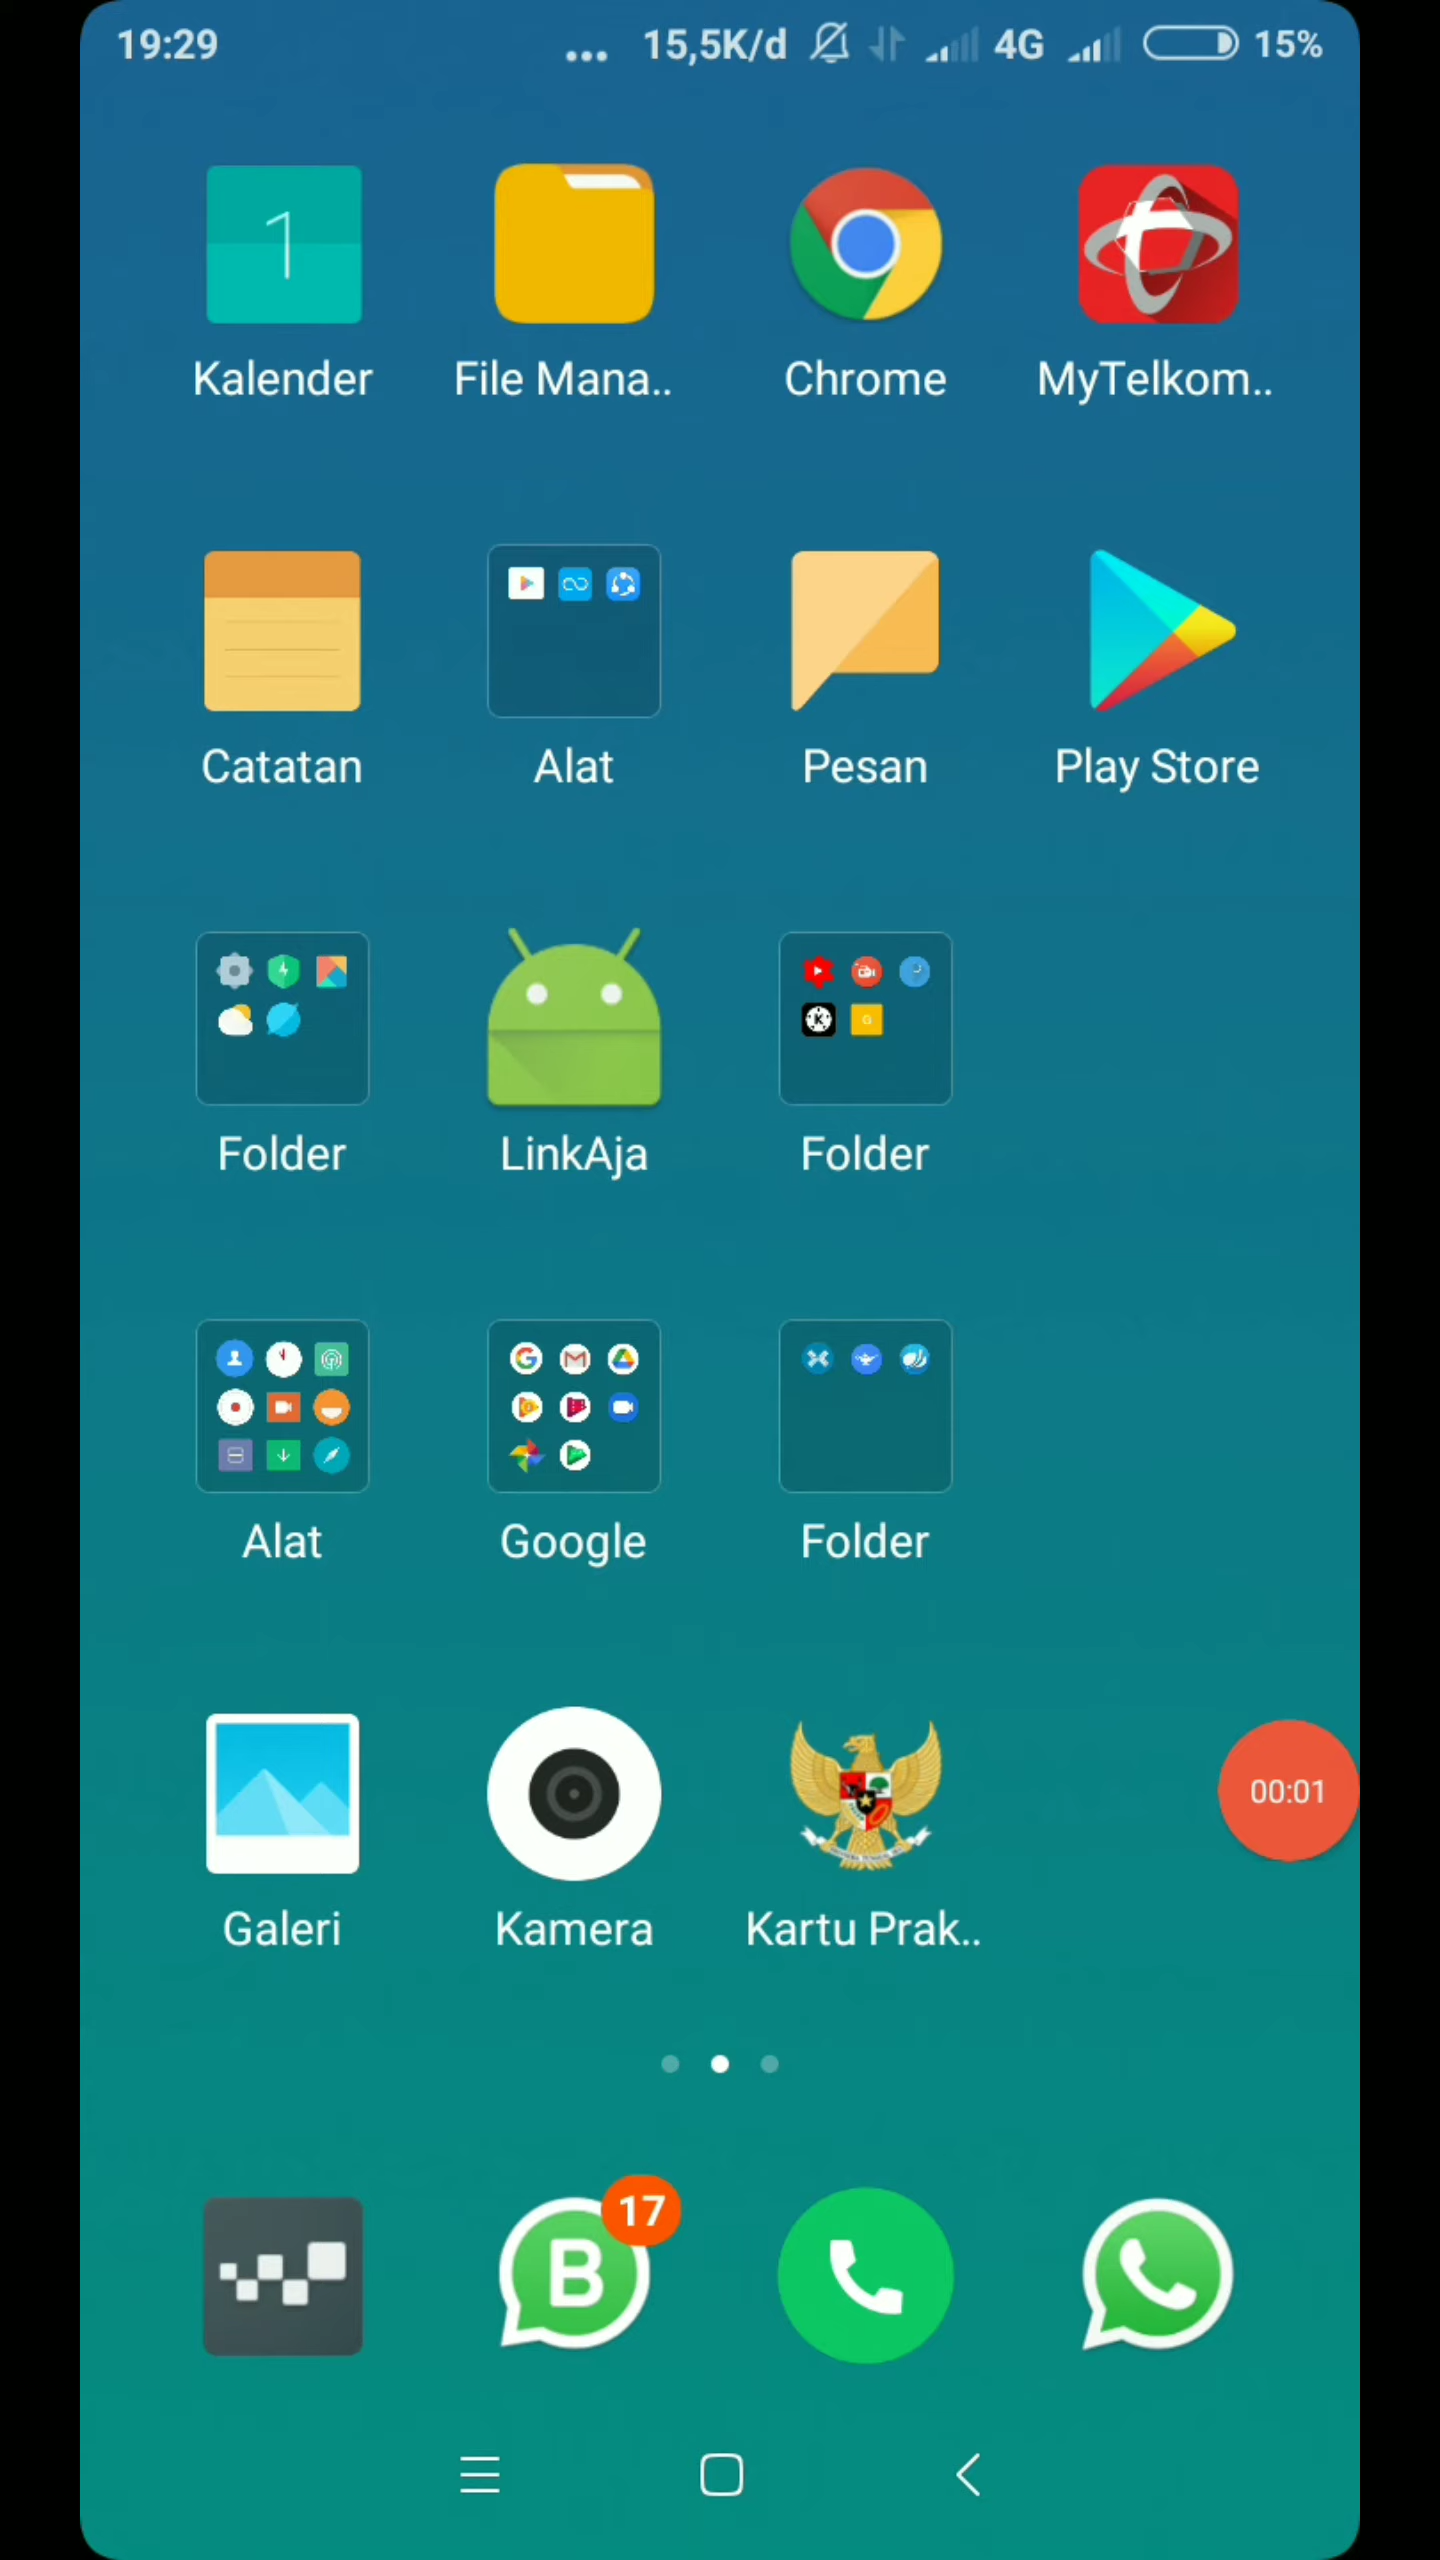 19:29 ... 15,5K/d 4G 15%
1
Kalender File Mana.. Chrome MyTelkom..
Catatan Alat Pesan Play Store
Folder LinkAja Folder
Alat Google Folder
00:01
Galeri Kamera Kartu Prak..
17
B